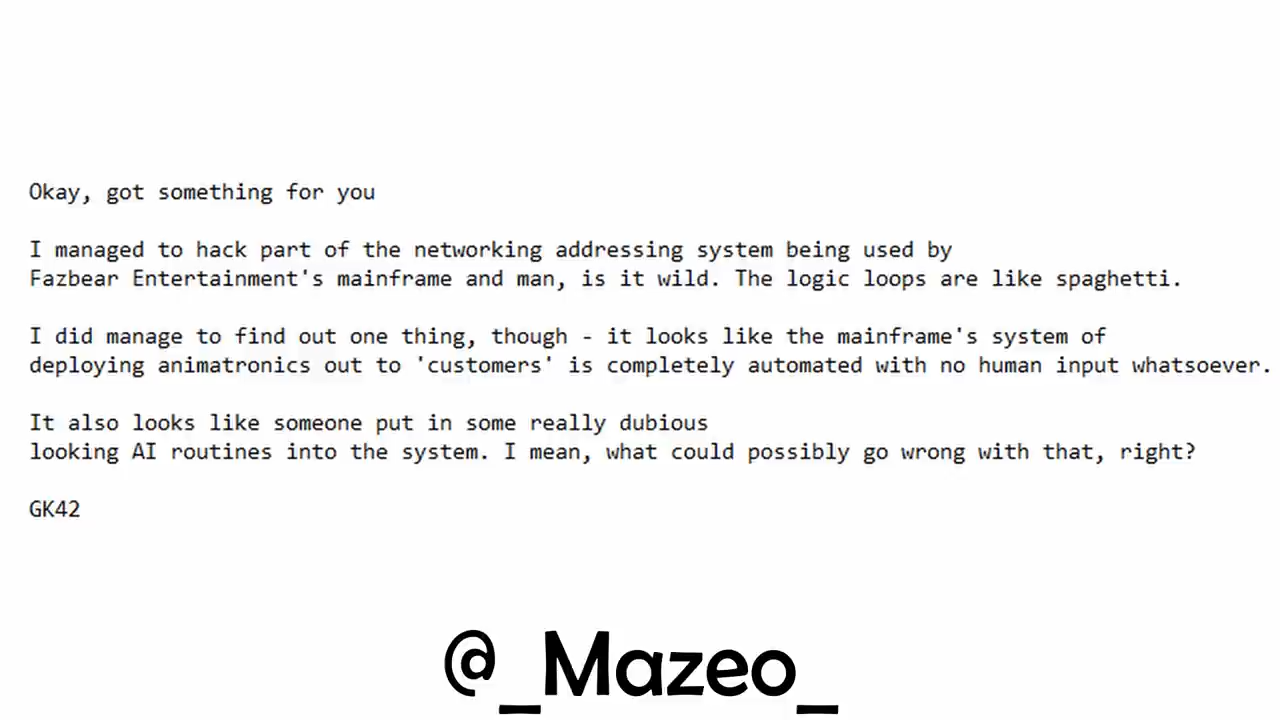 Okay, got something for you
I managed to hack part of the networking addressing system being used by
Fazbear Entertainment's mainframe and man, is it wild. The logic loops are like spaghetti.
I did manage to find out one thing, though - it looks like the mainframe's system of
deploying animatronics out to 'customers' is completely automated with no human input whatsoever.
It also looks like someone put in some really dubious
looking AI routines into the system. I mean, what could possibly go wrong with that, right?
GK42
@_Mazeo_